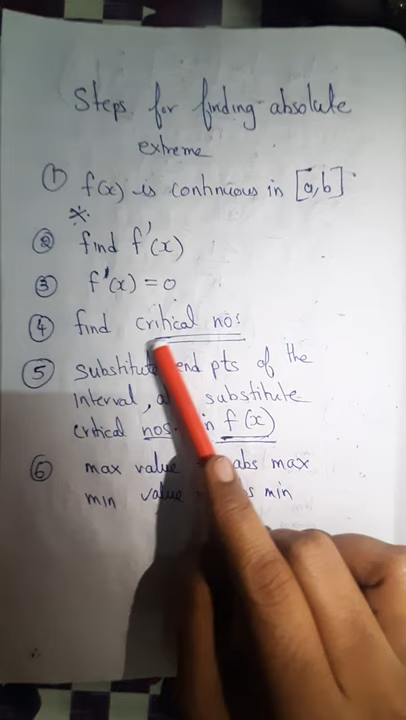 Steps for finding absolute
extreme
① f(x) is continuous in [a,b].
② find f'(x)
③ f'(x) = 0
④ find critical no:
⑤ substitute end pts of the
interval, substitute
critical nos. in f(x)
⑥ max value = abs max
min value min